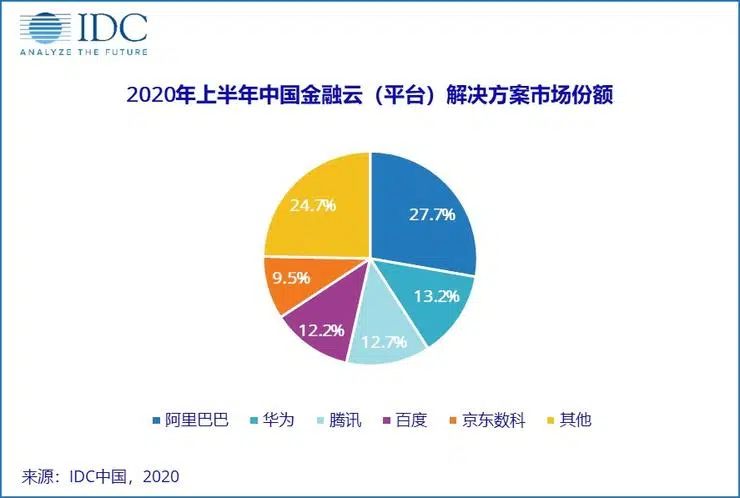 IDC
ANALYZE THE FUTURE
2020年上半年中国金融云（平台）解决方案市场份额
24.7%
27.7%
9.5%
13.2%
12.2%
12.7%
阿里巴巴 华为 腾讯 百度 京东数科 其他
来源：IDC中国，2020